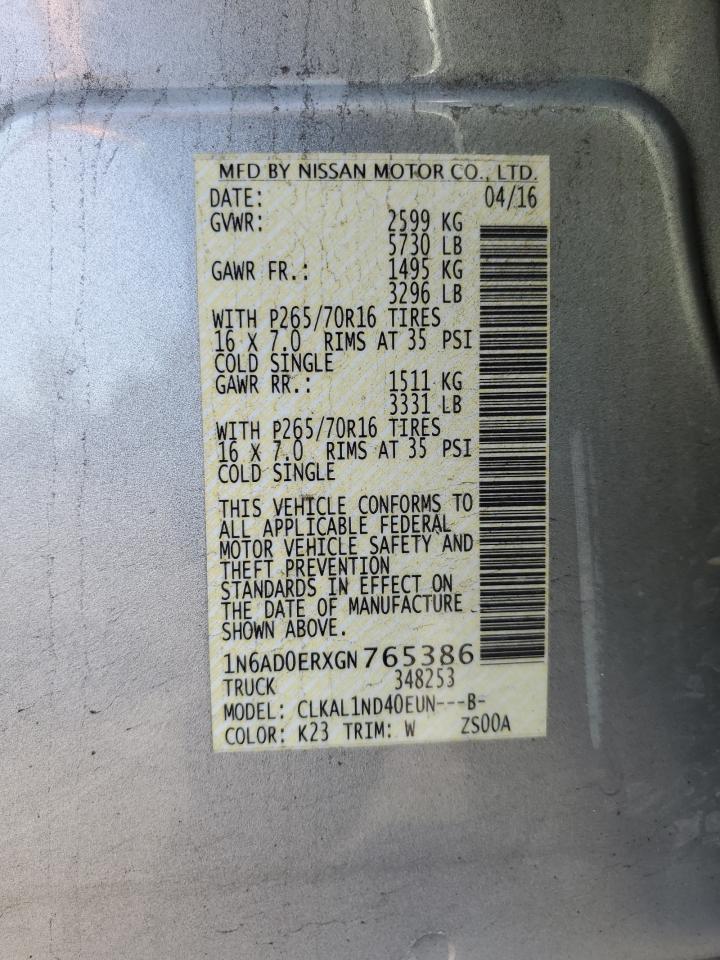 MFD BY NISSAN MOTOR CO., LTD.
DATE: 04/16
GVWR: 2599 KG
5730 LB
GAWR FR.: 1495 KG
3296 LB
WITH P265/70R16 TIRES
16 X 7.0 RIMS AT 35 PSI
COLD SINGLE
GAWR RR.: 1511 KG
3331 LB
WITH P265/70R16 TIRES
16 X 7.0 RIMS AT 35 PSI
COLD SINGLE
THIS VEHICLE CONFORMS TO
ALL APPLICABLE FEDERAL
MOTOR VEHICLE SAFETY AND
THEFT PREVENTION
STANDARDS IN EFFECT ON
THE DATE OF MANUFACTURE
SHOWN ABOVE.
1N6AD0ERXGN765386
TRUCK 348253
MODEL: CLKAL1ND40EUN---B-
COLOR: K23 TRIM: W ZS00A